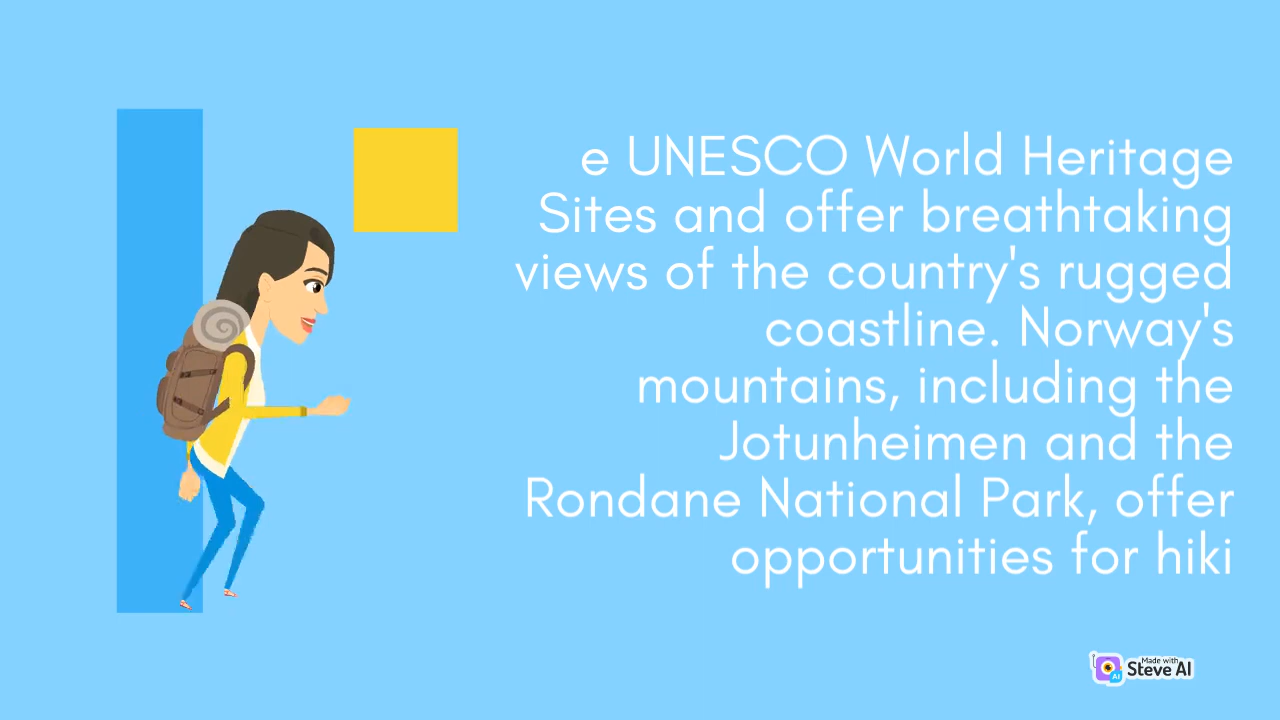 e UNESCO World Heritage
Sites and offer breathtaking
views of the country's rugged
coastline. Norway's
mountains, including the
Jotunheimen and the
Rondane National Park, offer
opportunities for hiki
Made with
Steve AI
AI